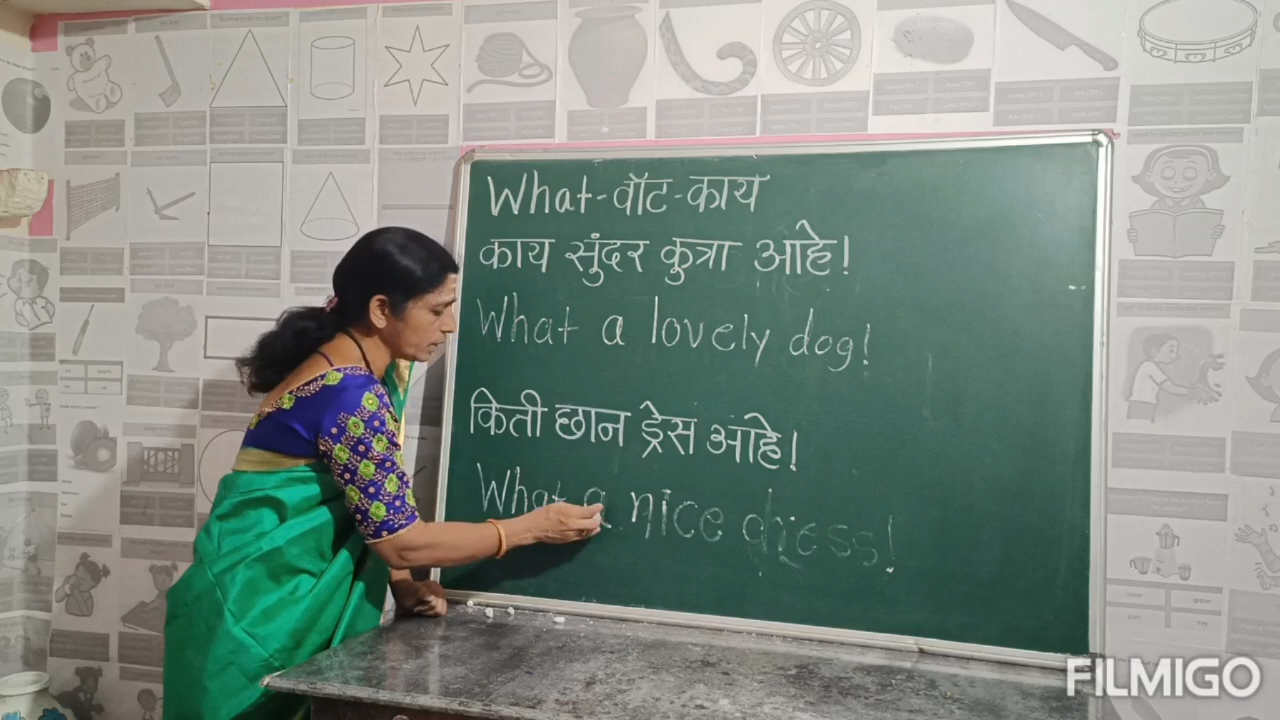 What-वॉट-काय
काय सुंदर कुत्रा आहे!
What a lovely dog!
किती छान ड्रेस आहे!
What a nice dress!
FILMIGO